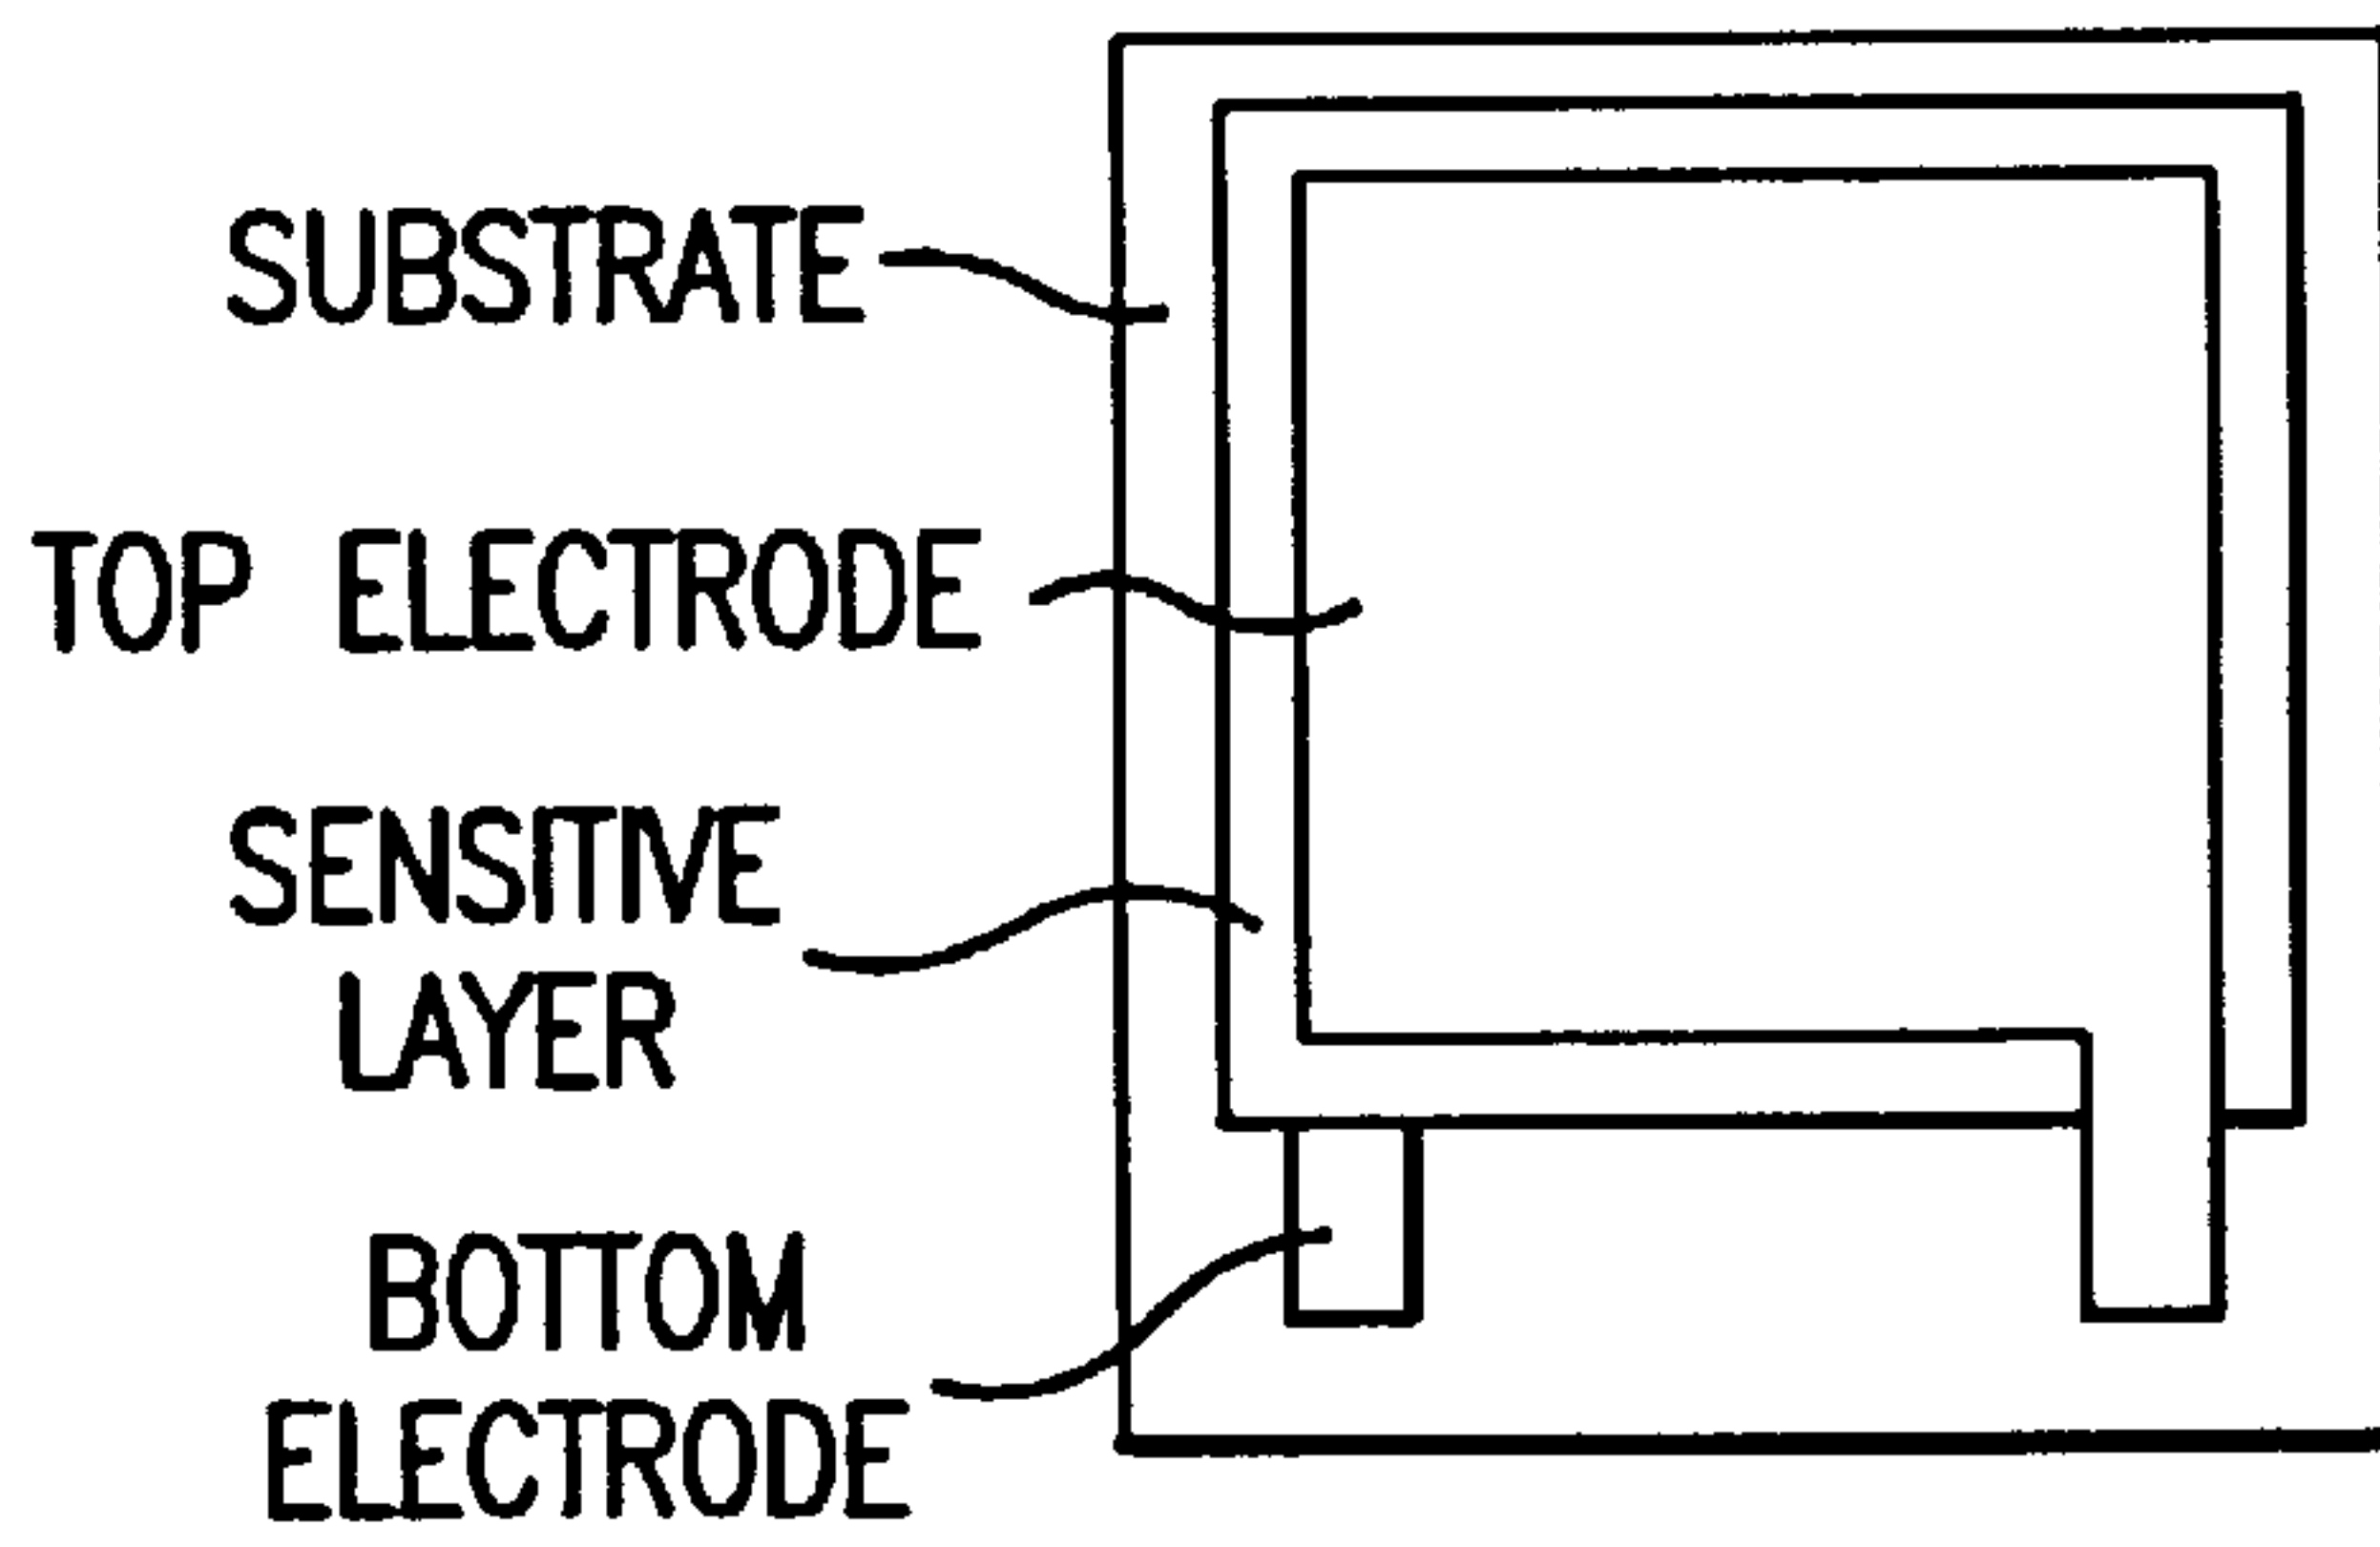 SUBSTRATE
TOP ELECTRODE
SENSITIVE
LAYER
BOTTOM
ELECTRODE